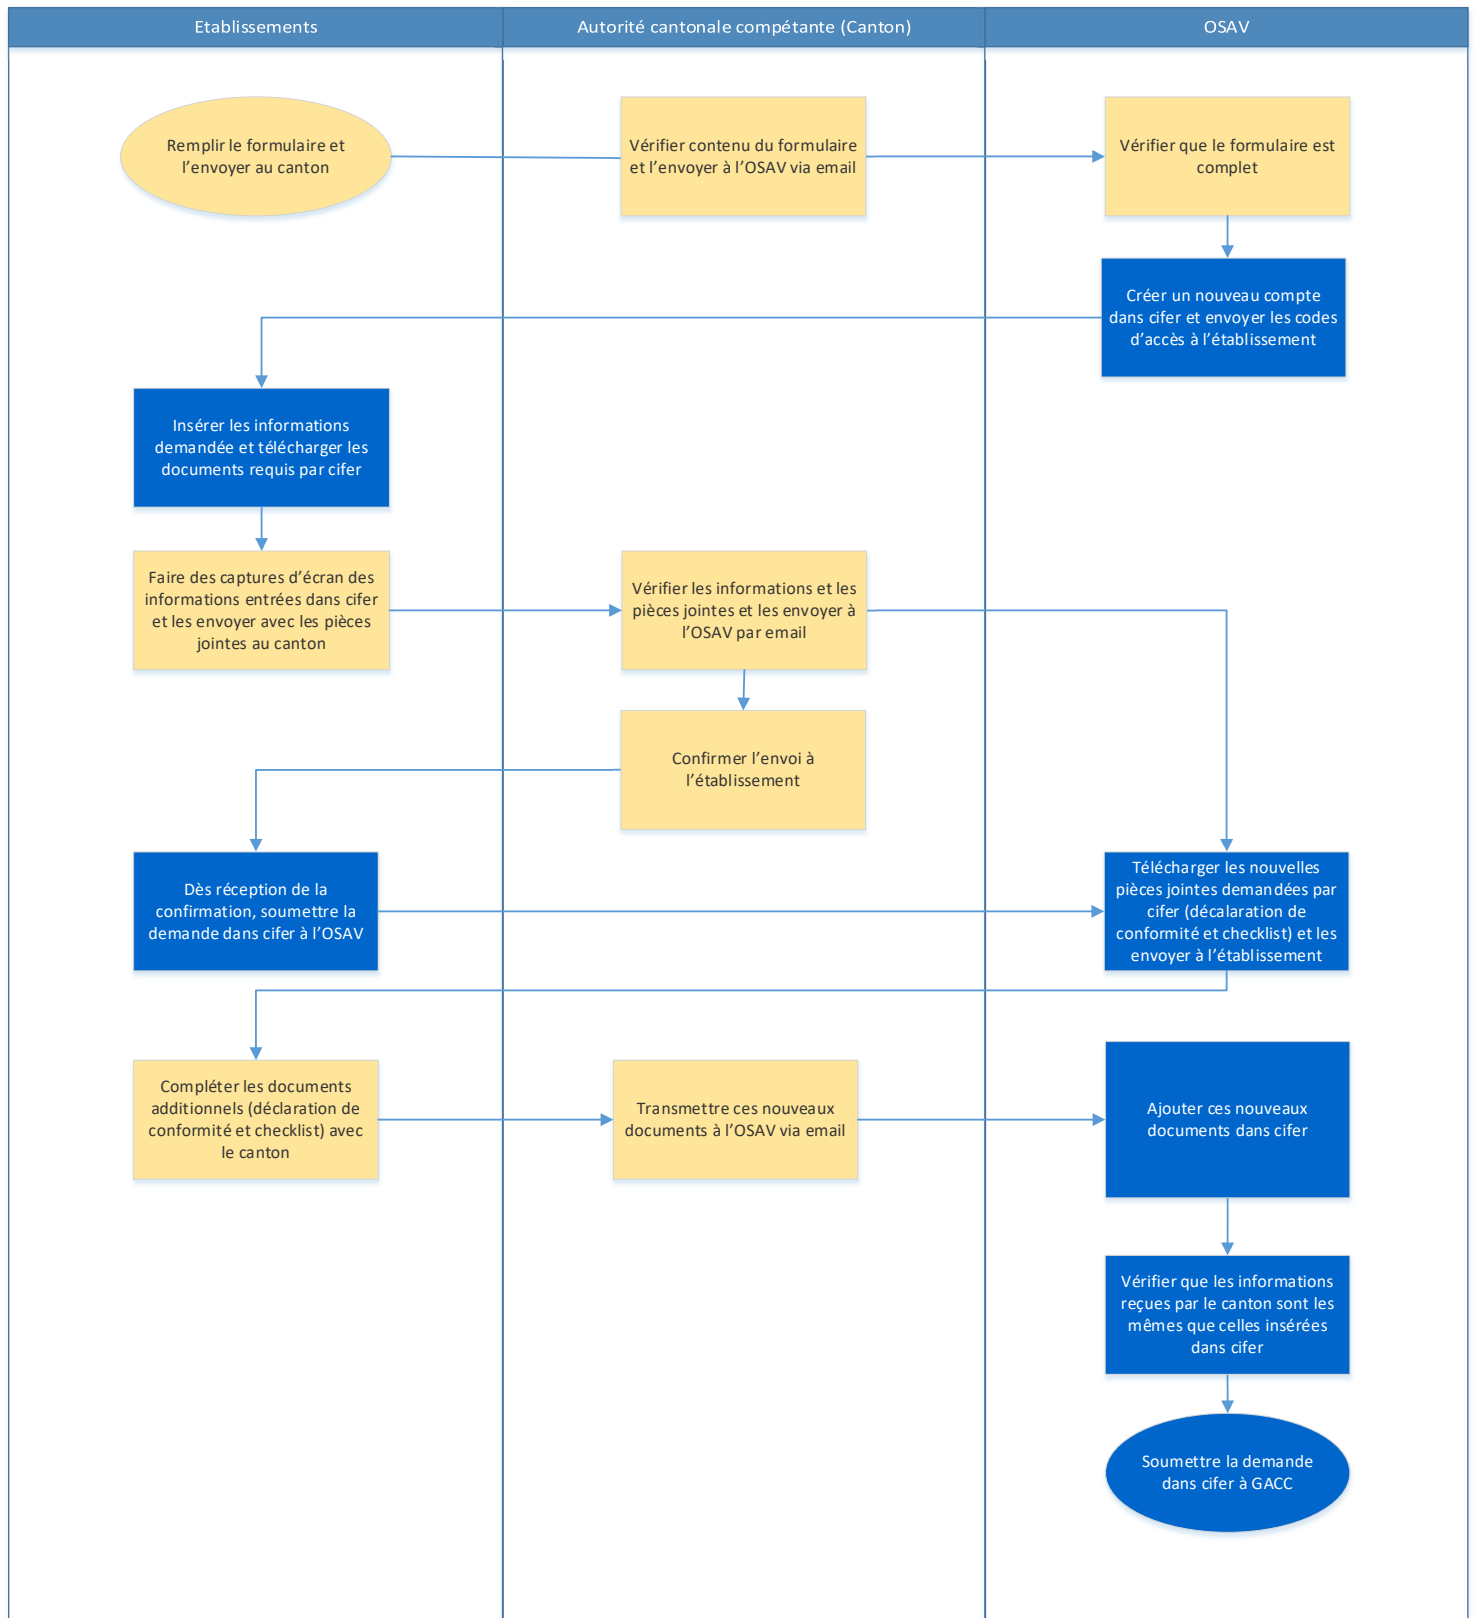 Etablissements
Autorité cantonale compétante (Canton)
OSAV
Remplir le formulaire et
l’envoyer au canton
Vérifier contenu du formulaire
et l’envoyer à l’OSAV via email
Vérifier que le formulaire est
complet
Créer un nouveau compte
dans cifer et envoyer les codes
d’accès à l’établissement
Insérer les informations
demandée et télécharger les
documents requis par cifer
Faire des captures d’écran des
informations entrées dans cifer
et les envoyer avec les pièces
jointes au canton
Vérifier les informations et les
pièces jointes et les envoyer à
l’OSAV par email
Confirmer l’envoi à
l’établissement
Dès réception de la
confirmation, soumettre la
demande dans cifer à l’OSAV
Télécharger les nouvelles
pièces jointes demandées par
cifer (décalaration de
conformité et checklist) et les
envoyer à l’établissement
Compléter les documents
additionnels (déclaration de
conformité et checklist) avec
le canton
Transmettre ces nouveaux
documents à l’OSAV via email
Ajouter ces nouveaux
documents dans cifer
Vérifier que les informations
reçues par le canton sont les
mêmes que celles insérées
dans cifer
Soumettre la demande
dans cifer à GACC